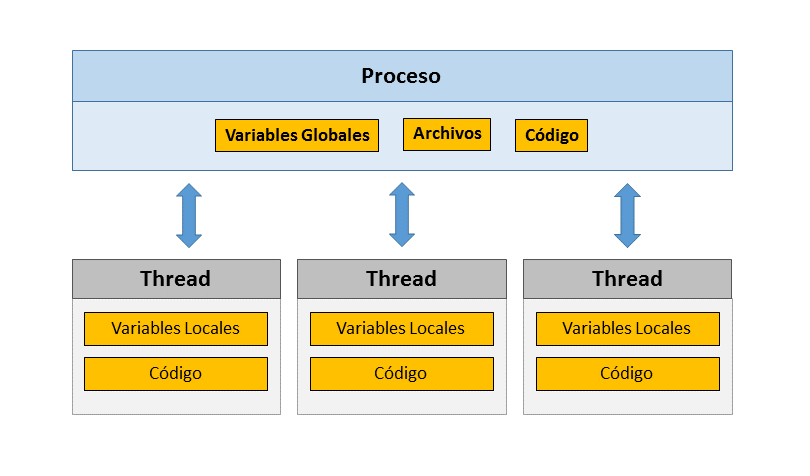 Proceso
Variables Globales
Archivos
Código
Thread
Variables Locales
Código
Thread
Variables Locales
Código
Thread
Variables Locales
Código